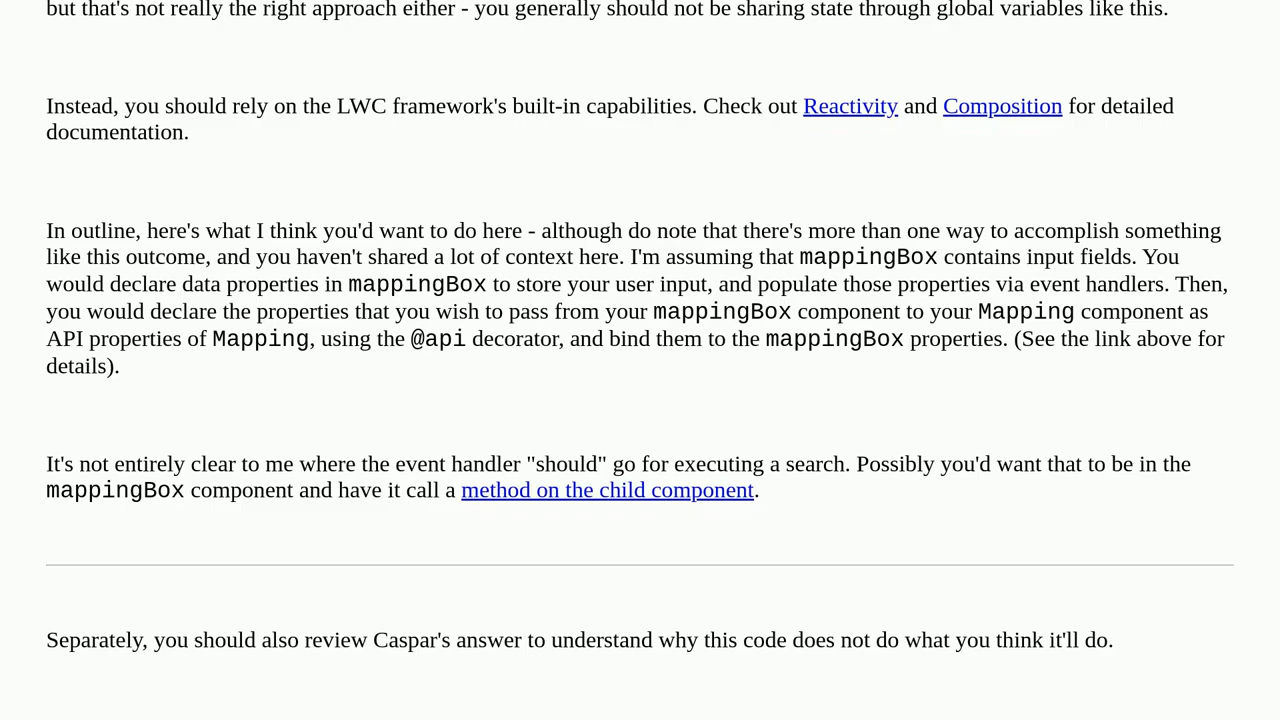 but that's not really the right approach either - you generally should not be sharing state through global variables like this.
Instead, you should rely on the LWC framework's built-in capabilities. Check out Reactivity and Composition for detailed
documentation.
In outline, here's what I think you'd want to do here - although do note that there's more than one way to accomplish something
like this outcome, and you haven't shared a lot of context here. I'm assuming that mappingBox contains input fields. You
would declare data properties in mappingBox to store your user input, and populate those properties via event handlers. Then,
you would declare the properties that you wish to pass from your mappingBox component to your Mapping component as
API properties of Mapping, using the @api decorator, and bind them to the mappingBox properties. (See the link above for
details).
It's not entirely clear to me where the event handler "should" go for executing a search. Possibly you'd want that to be in the
mappingBox component and have it call a method on the child component.
Separately, you should also review Caspar's answer to understand why this code does not do what you think it'll do.